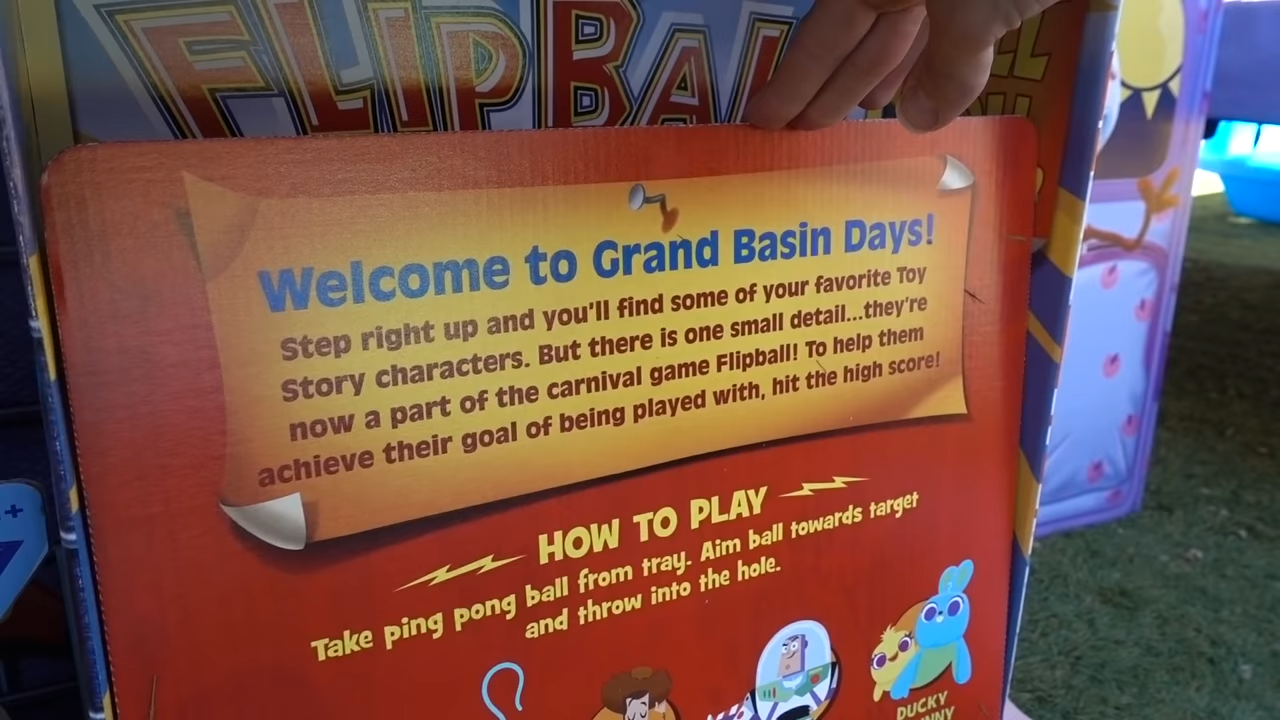 FLIPBAL
Welcome to Grand Basin Days!
Step right up and you'll find some of your favorite Toy
Story characters. But there is one small detail...they're
now a part of the carnival game Flipball! To help them
achieve their goal of being played with, hit the high score!
HOW TO PLAY
Take ping pong ball from tray. Aim ball towards target
and throw into the hole.
DUCKY